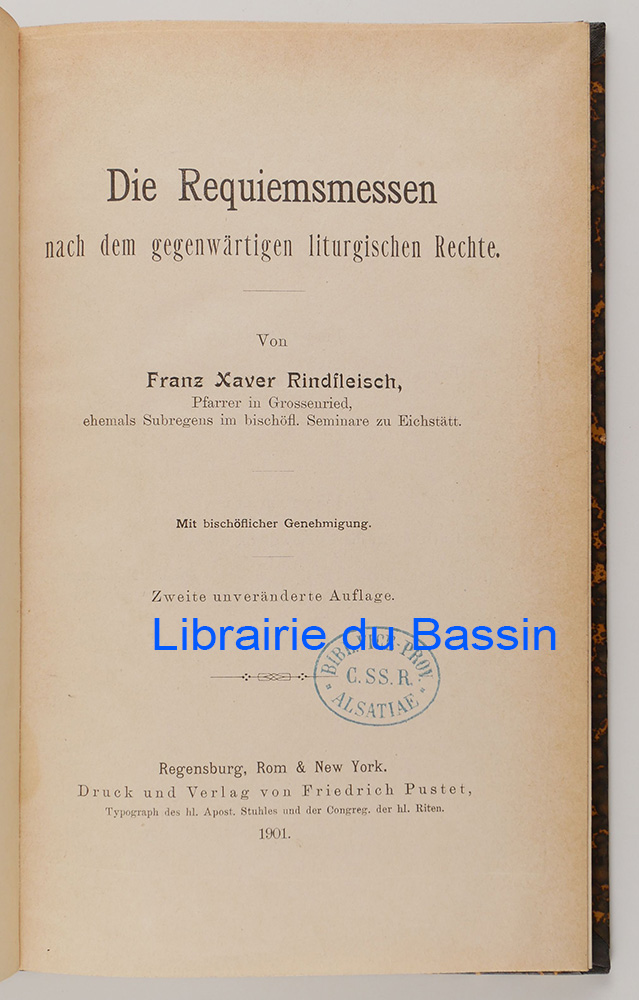 Die Requiemsmessen
nach dem gegenwärtigen liturgischen Rechte.
Von
Franz Xaver Rindfleisch,
Pfarrer in Grossenried,
ehemals Subregens im bischöfl. Seminare zu Eichstätt.
Mit bischöflicher Genehmigung.
Zweite unveränderte Auflage.
Librairie du Bassin
PROV.
C. SS. R.
ALSATIAE
Regensburg, Rom & New York.
Druck und Verlag von Friedrich Pustet,
Typograph des hl. Apost. Stuhles und der Congreg. der hl. Riten.
1901.